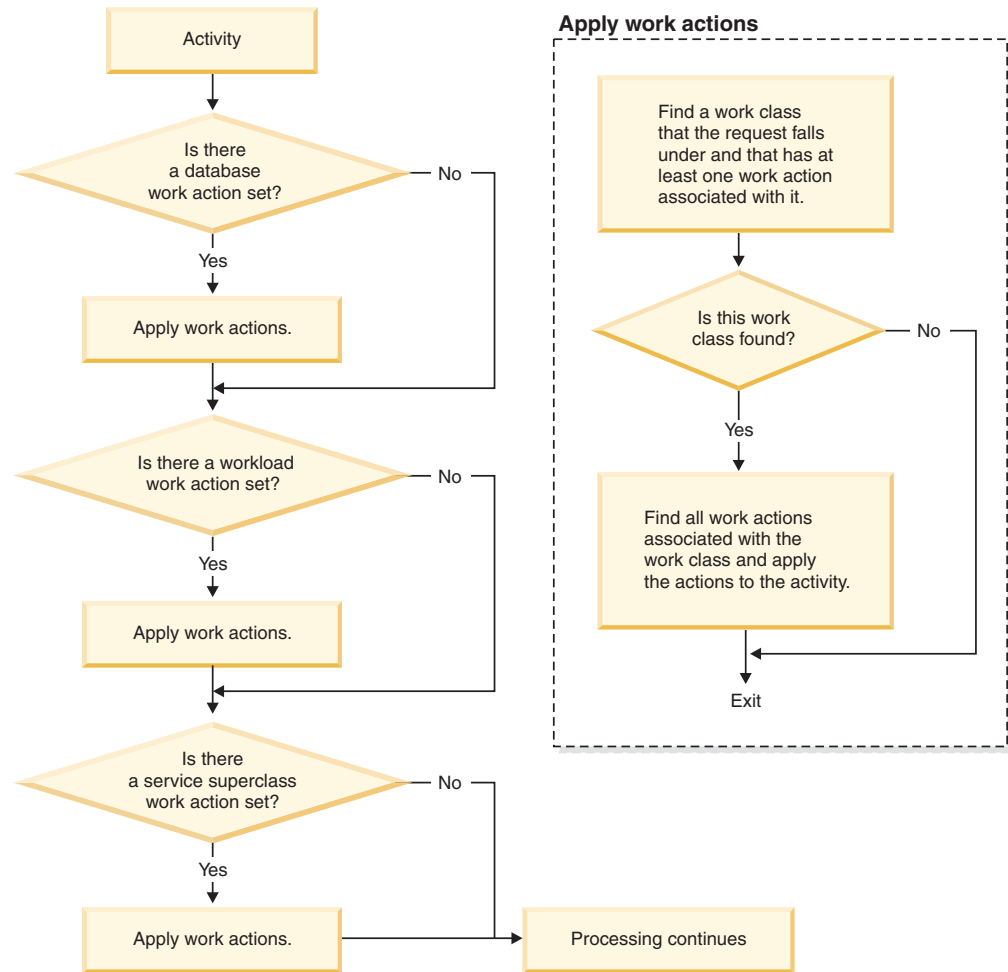 Activity
Is there
a database
work action set?
No
Yes
Apply work actions.
Is there a workload
work action set?
No
Yes
Apply work actions.
Is there
a service superclass
work action set?
No
Yes
Apply work actions.
Processing continues
Apply work actions
Find a work class
that the request falls
under and that has at
least one work action
associated with it.
Is this work
class found?
No
Yes
Find all work actions
associated with the
work class and apply
the actions to the activity.
Exit